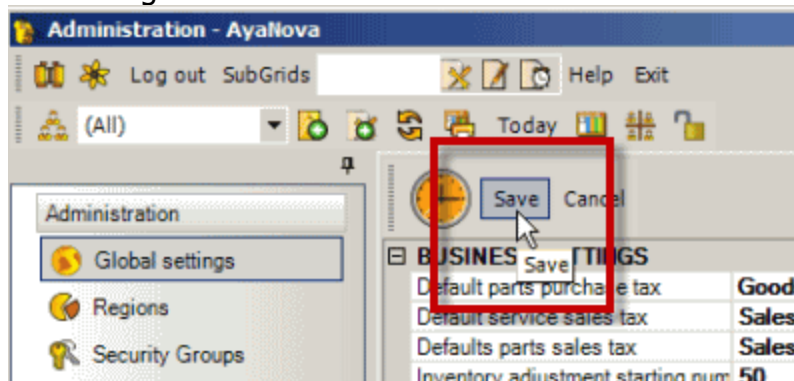 Administration - AyaNova
Log out SubGrids Help Exit
(All) Today
Save Cancel
Administration
Global settings
BUSINESS SETTINGS
Save
Default parts purchase tax Good
Regions
Default service sales tax Sales
Security Groups
Defaults parts sales tax Sales
Inventory adjustment starting num 50